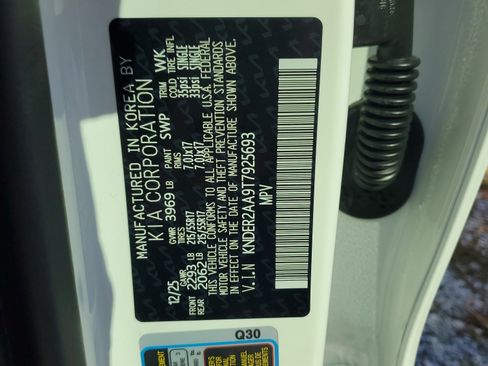 MANUFACTURED IN KOREA BY
KIA CORPORATION
12/25 GVWR 3969 LB PAINT SWP TRIM WK
GAWR RIMS COLD TIRE INFL
FRONT 2293 LB 215/55R17 7.0JX17 35psi SINGLE
REAR 2062 LB 215/55R17 7.0JX17 33psi SINGLE
THIS VEHICLE CONFORMS TO ALL APPLICABLE U.S.A. FEDERAL
MOTOR VEHICLE SAFETY AND THEFT PREVENTION STANDARDS
IN EFFECT ON THE DATE OF MANUFACTURE SHOWN ABOVE.
V.I.N KNDER2AA9T7925693
MPV
Q30